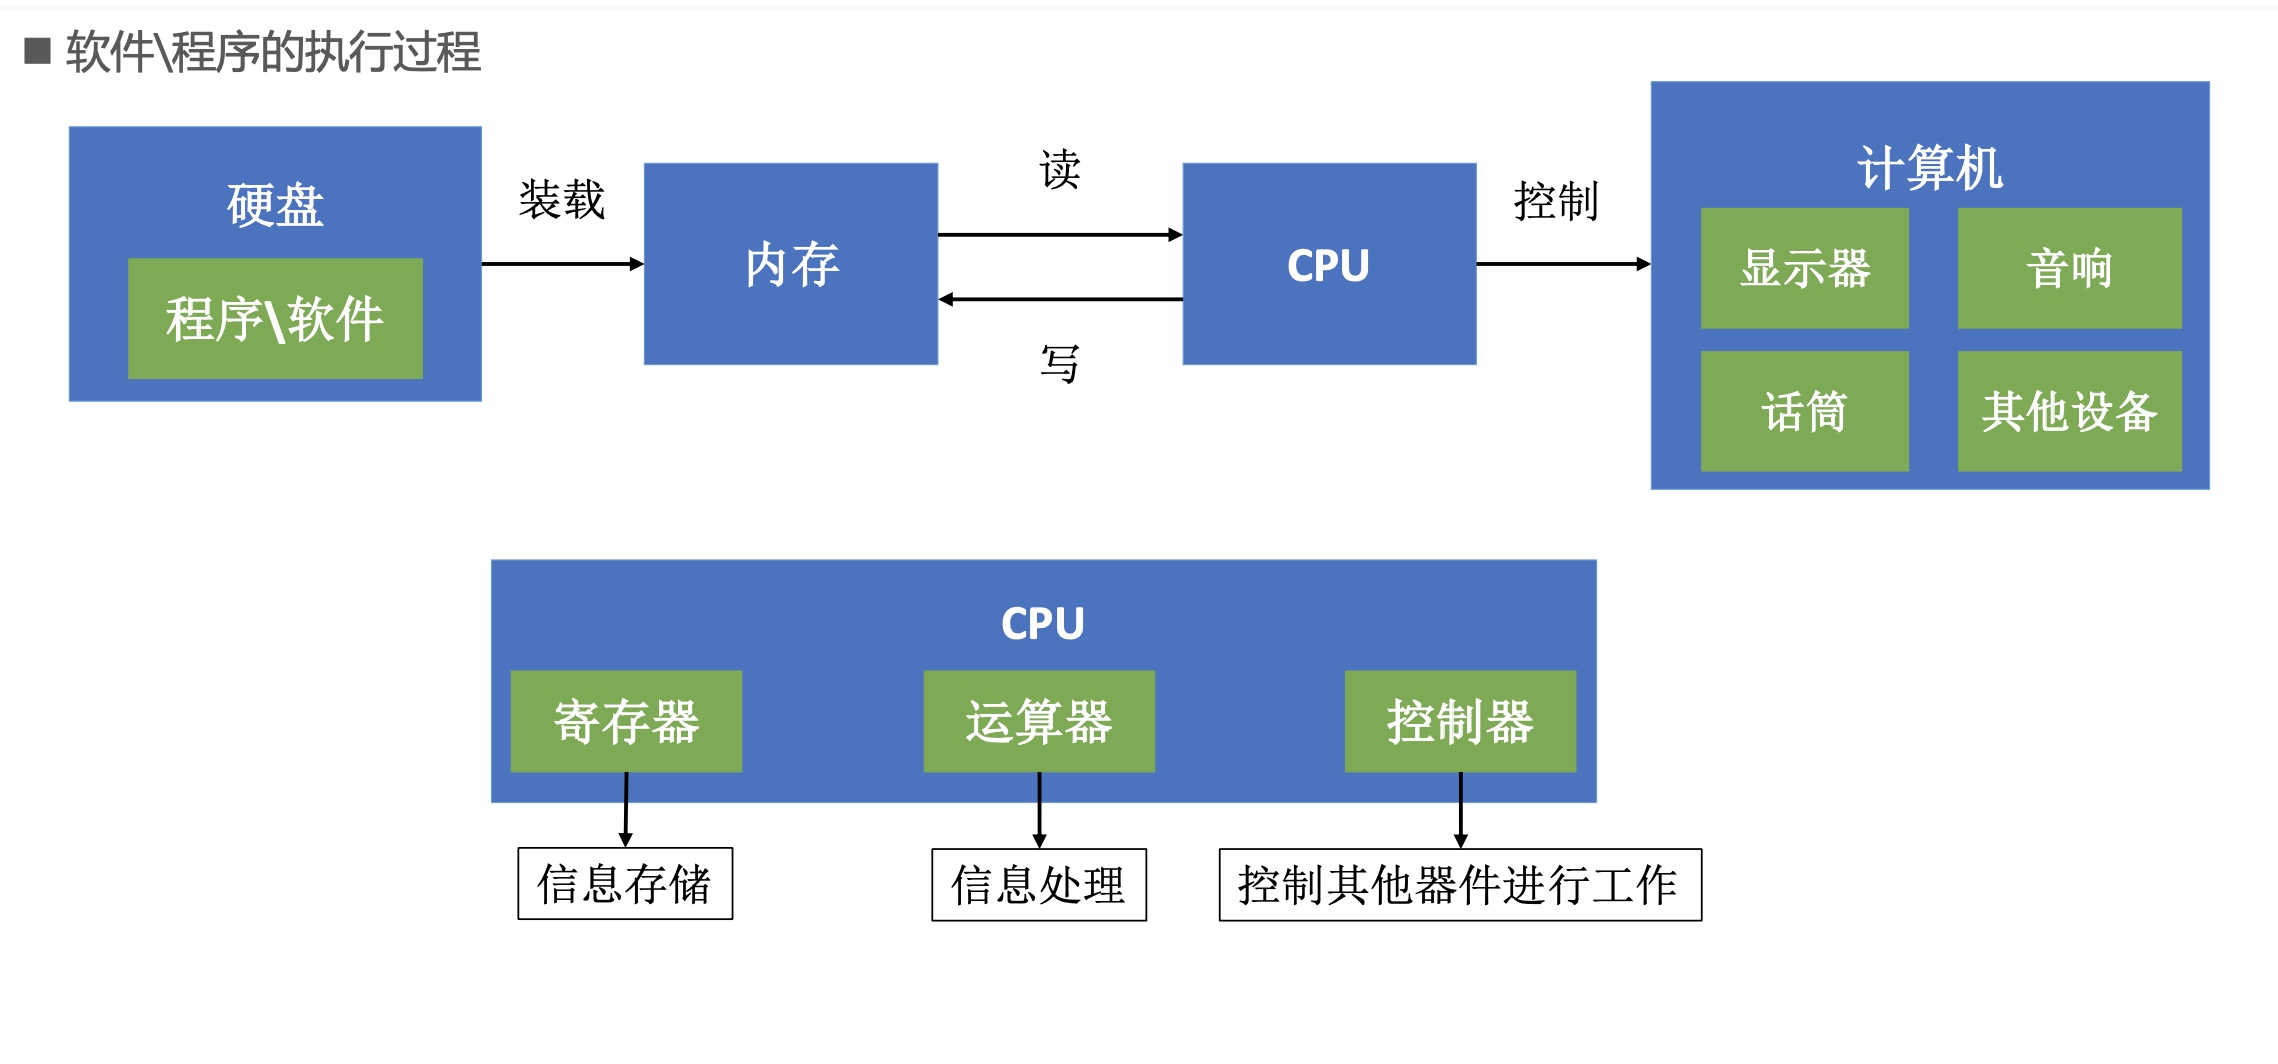 ■ 软件\程序的执行过程
硬盘
程序\软件
装载
内存
读
写
CPU
控制
计算机
显示器
音响
话筒
其他设备
CPU
寄存器
运算器
控制器
信息存储
信息处理
控制其他器件进行工作